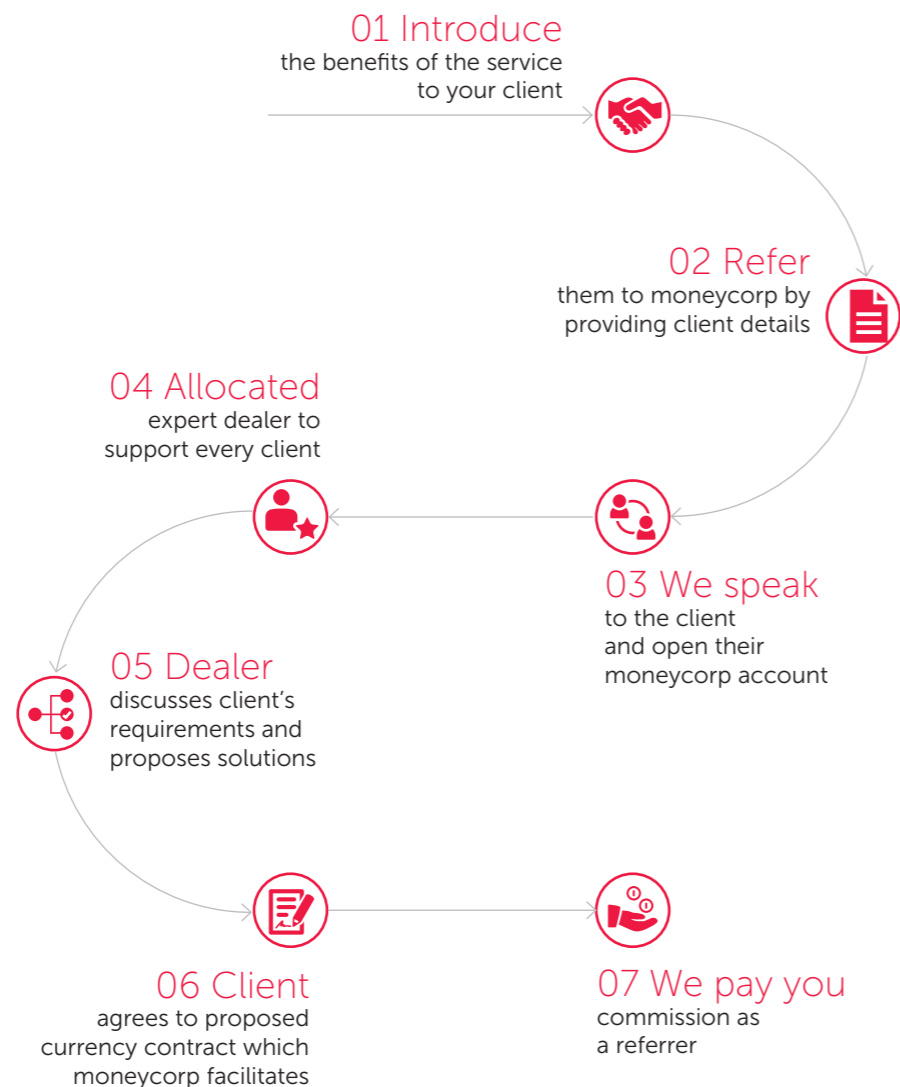 01 Introduce
the benefits of the service
to your client
02 Refer
them to moneycorp by
providing client details
03 We speak
to the client
and open their
moneycorp account
04 Allocated
expert dealer to
support every client
05 Dealer
discusses client's
requirements and
proposes solutions
06 Client
agrees to proposed
currency contract which
moneycorp facilitates
07 We pay you
commission as
a referrer